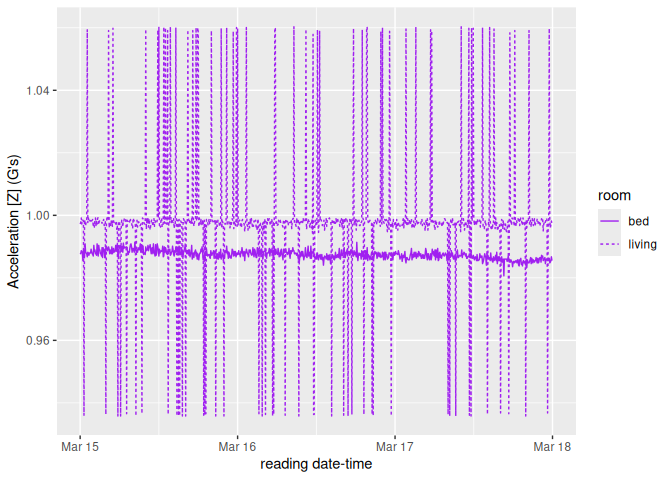 Acceleration [Z] (G's)
1.04
1.00
0.96
Mar 15
Mar 16
Mar 17
Mar 18
reading date-time
room
bed
living